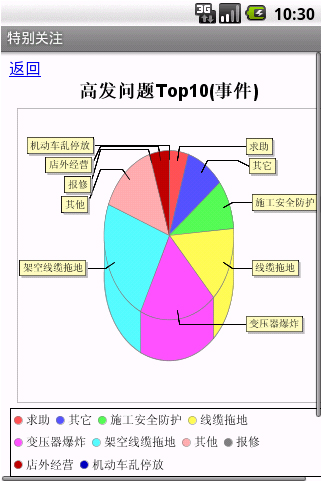 3G 10:30
特别关注
返回
高发问题Top10(事件)
机动车乱停放
求助
店外经营
其它
报修
其他
施工安全防护
架空线缆拖地
线缆拖地
变压器爆炸
求助 其它 施工安全防护 线缆拖地
变压器爆炸 架空线缆拖地 其他 报修
店外经营 机动车乱停放